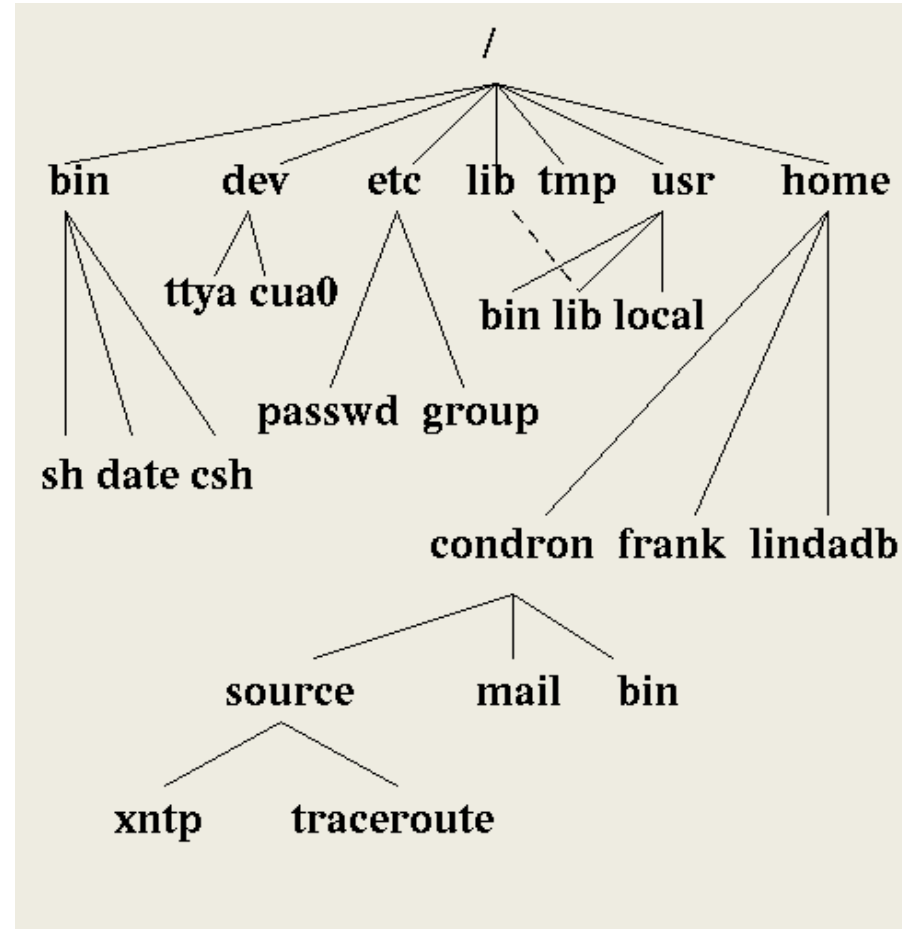 /
bin dev etc lib tmp usr home
ttya cua0
bin lib local
passwd group
sh date csh
condron frank lindadb
source mail bin
xntp traceroute